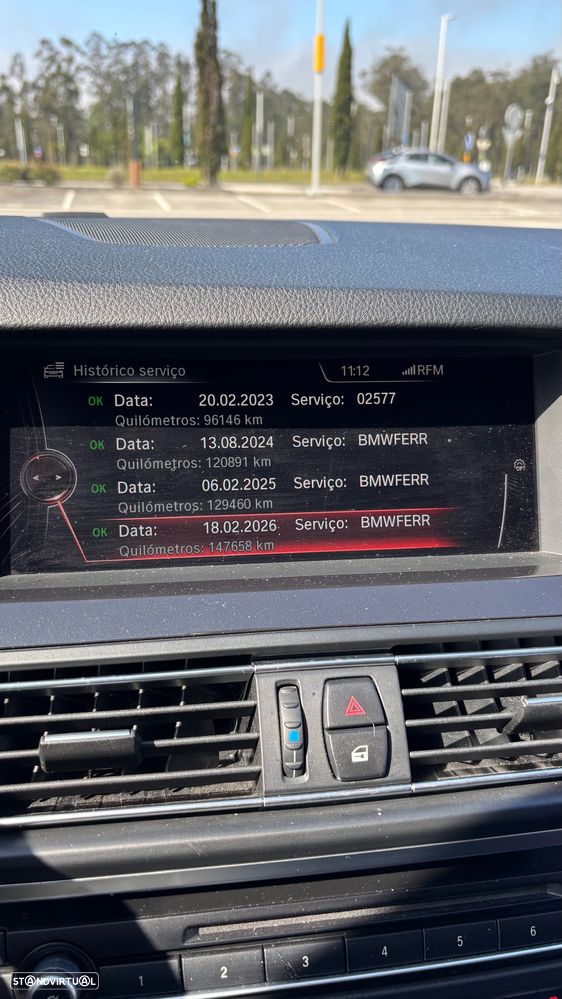 Histórico serviço 11:12 RFM
OK Data: 20.02.2023 Serviço: 02577
Quilómetros: 96146 km
OK Data: 13.08.2024 Serviço: BMWFERR
Quilómetros: 120891 km
OK Data: 06.02.2025 Serviço: BMWFERR
Quilómetros: 129460 km
OK Data: 18.02.2026 Serviço: BMWFERR
Quilómetros: 147658 km
1 2 3 4 5 6
STANDVIRTUAL